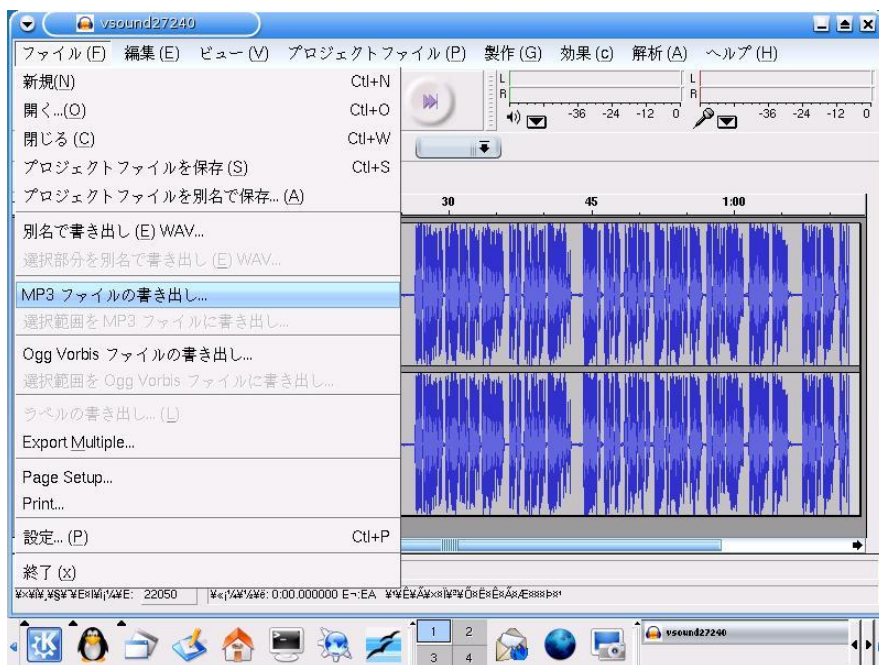 vsound27240
ファイル(F) 編集(E) ビュー(V) プロジェクトファイル(P) 製作(G) 効果(c) 解析(A) ヘルプ(H)
新規(N) Ctl+N
開く...(O) Ctl+O
閉じる(C) Ctl+W
プロジェクトファイルを保存(S) Ctl+S
プロジェクトファイルを別名で保存...(A)
別名で書き出し(E) WAV...
選択部分を別名で書き出し(E) WAV...
MP3 ファイルの書き出し...
選択範囲を MP3 ファイルに書き出し...
Ogg Vorbis ファイルの書き出し...
選択範囲を Ogg Vorbis ファイルに書き出し...
ラベルの書き出し...(L)
Export Multiple...
Page Setup...
Print...
設定...(P) Ctl+P
終了(x)
L
R
-36 -24 -12 0
L
R
-36 -24 -12 0
30 45 1:00
22050
0:00.000000
1 2
3 4
vsound27240